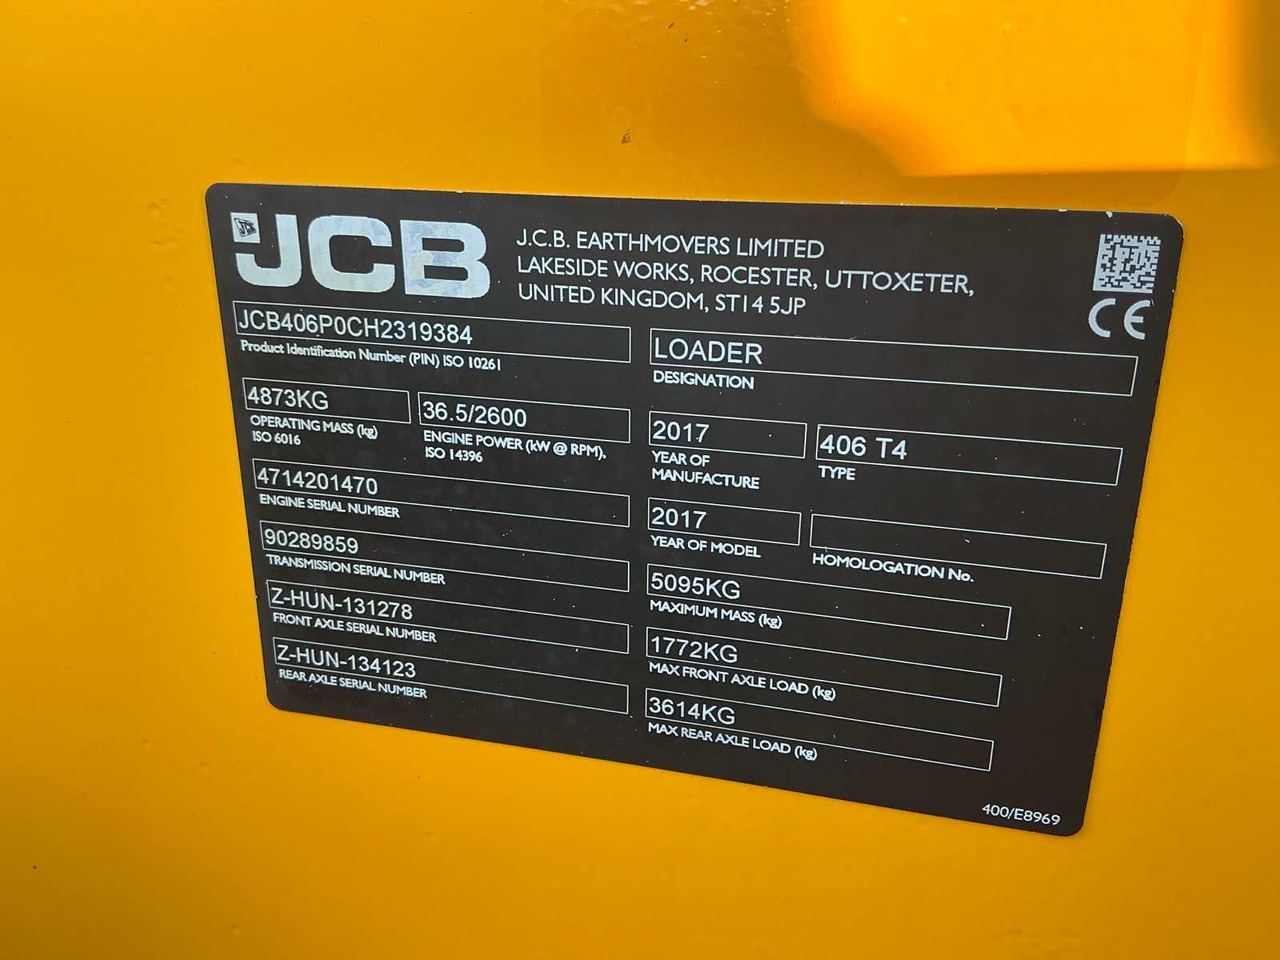 JCB
J.C.B. EARTHMOVERS LIMITED
LAKESIDE WORKS, ROCESTER, UTTOXETER,
UNITED KINGDOM, ST14 5JP
CE
JCB406P0CH2319384
Product Identification Number (PIN) ISO 10261
LOADER
DESIGNATION
4873KG
OPERATING MASS (kg)
ISO 6016
36.5/2600
ENGINE POWER (kW @ RPM),
ISO 14396
2017
YEAR OF
MANUFACTURE
406 T4
TYPE
4714201470
ENGINE SERIAL NUMBER
2017
YEAR OF MODEL
HOMOLOGATION No.
90289859
TRANSMISSION SERIAL NUMBER
5095KG
MAXIMUM MASS (kg)
Z-HUN-131278
FRONT AXLE SERIAL NUMBER
1772KG
MAX FRONT AXLE LOAD (kg)
Z-HUN-134123
REAR AXLE SERIAL NUMBER
3614KG
MAX REAR AXLE LOAD (kg)
400/E8969